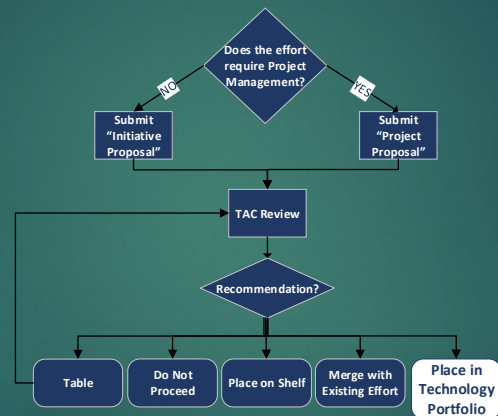 Does the effort
require Project
Management?
NO
YES
Submit
“Initiative
Proposal”
Submit
“Project
Proposal”
TAC Review
Recommendation?
Table
Do Not
Proceed
Place on Shelf
Merge with
Existing Effort
Place in
Technology
Portfolio